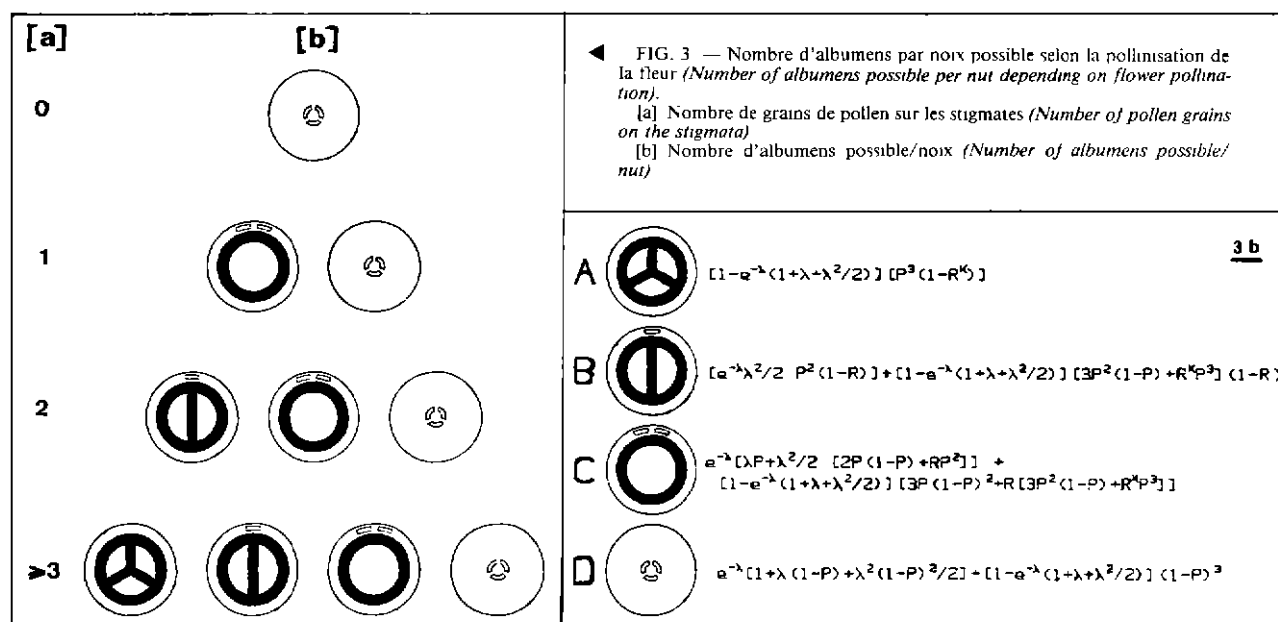 [a] [b]
0
1
2
⩾3
◄ FIG. 3 — Nombre d'albumens par noix possible selon la pollinisation de
la fleur (Number of albumens possible per nut depending on flower pollina-
tion).
[a] Nombre de grains de pollen sur les stigmates (Number of pollen grains
on the stigmata)
[b] Nombre d'albumens possible/noix (Number of albumens possible/
nut)
3 b
A [1-e⁻λ(1+λ+λ²/2)][P³(1-Rᴷ)]
B [e⁻λλ²/2 P²(1-R)]+[1-e⁻λ(1+λ+λ²/2)][3P²(1-P)+RᴷP³](1-R)
C e⁻λ[λP+λ²/2 [2P(1-P)+RP²]] +
[1-e⁻λ(1+λ+λ²/2)][3P(1-P)²+R[3P²(1-P)+RᴷP³]]
D e⁻λ[1+λ(1-P)+λ²(1-P)²/2]+[1-e⁻λ(1+λ+λ²/2)](1-P)³